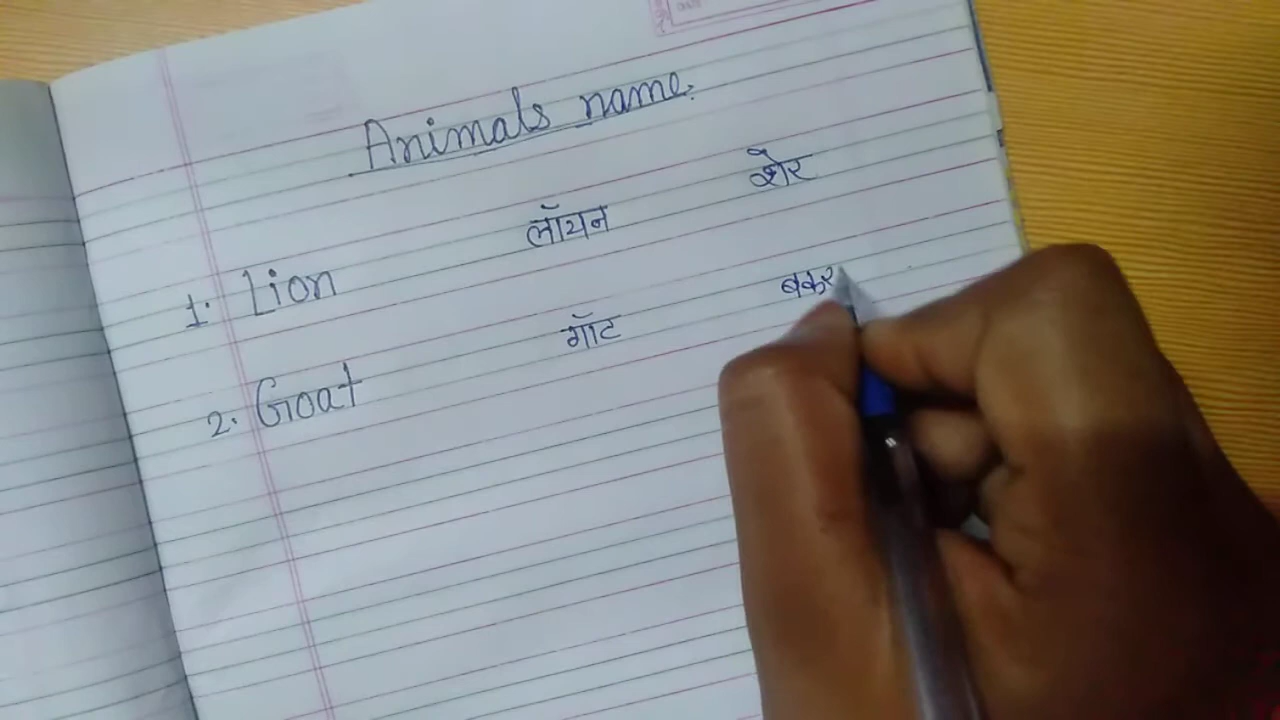 Animals name:
1. Lion लॉयन शेर
2. Goat गॉट बकर